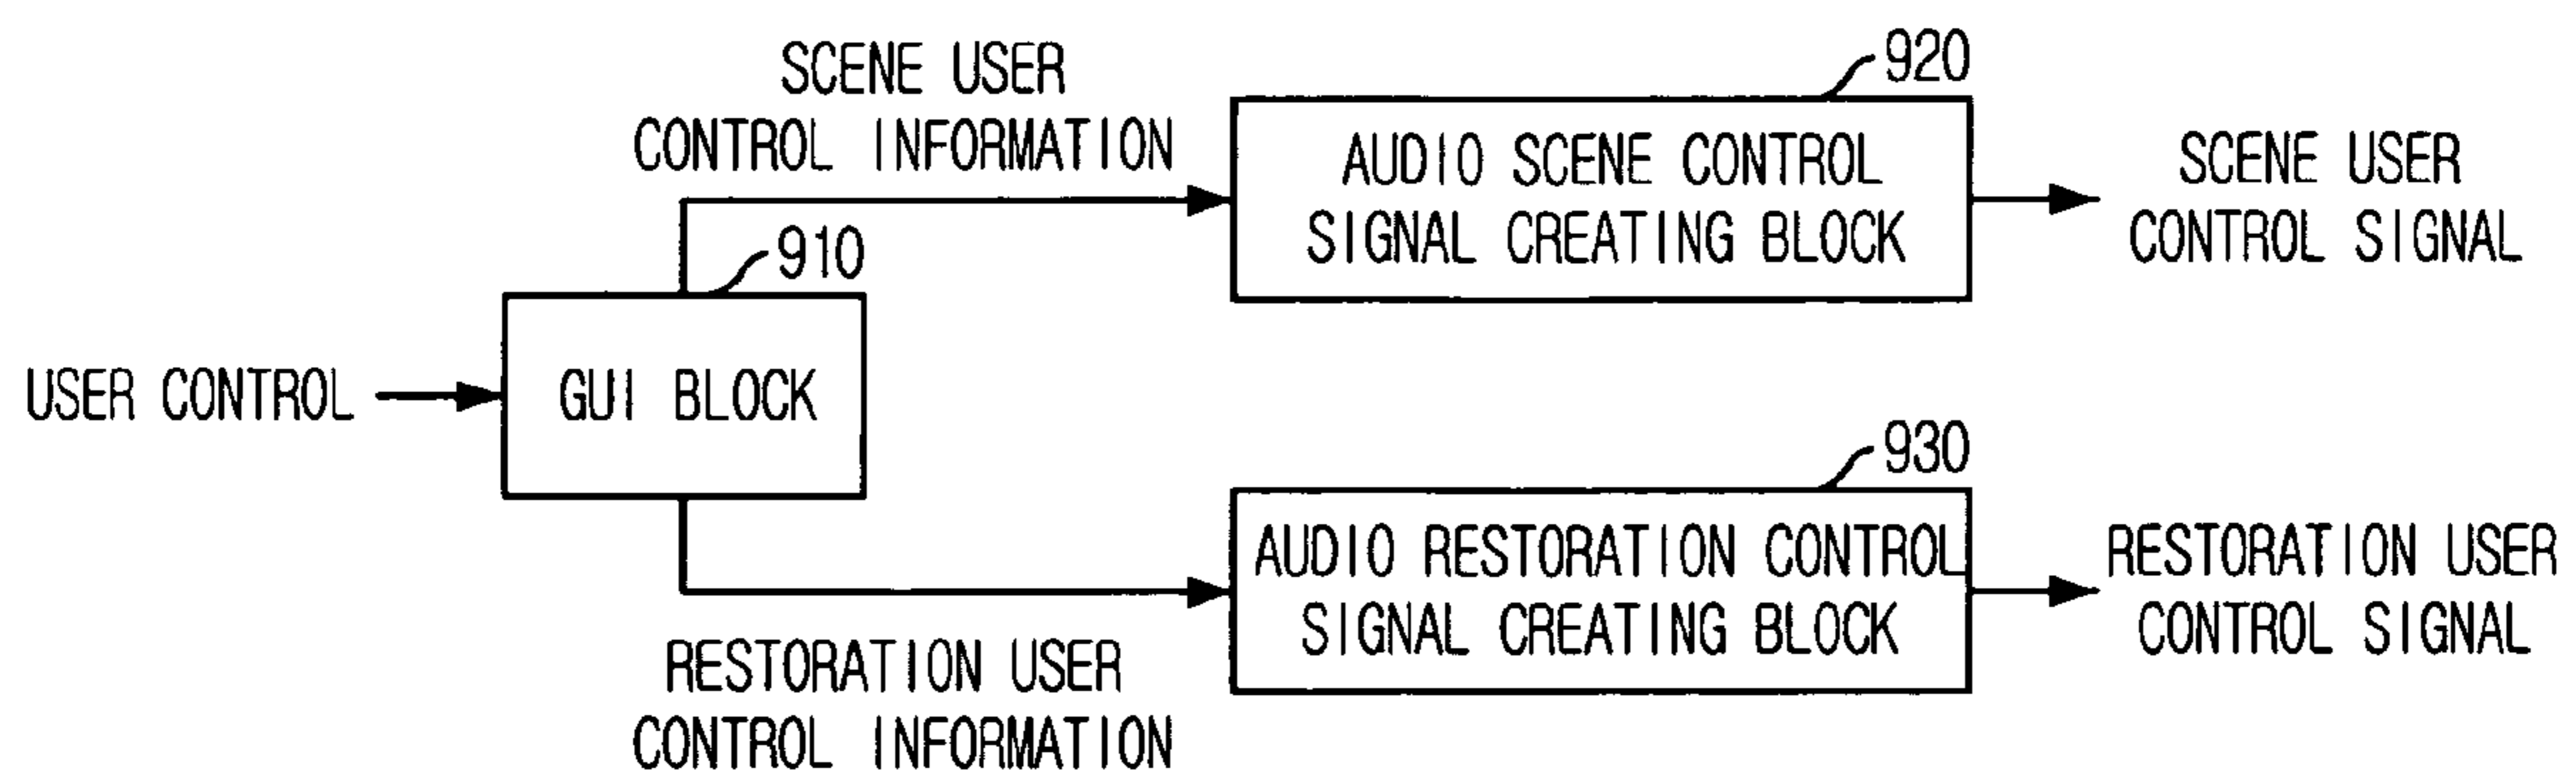 SCENE USER
CONTROL INFORMATION
920
AUDIO SCENE CONTROL
SIGNAL CREATING BLOCK
SCENE USER
CONTROL SIGNAL
910
USER CONTROL
GUI BLOCK
930
AUDIO RESTORATION CONTROL
SIGNAL CREATING BLOCK
RESTORATION USER
CONTROL SIGNAL
RESTORATION USER
CONTROL INFORMATION